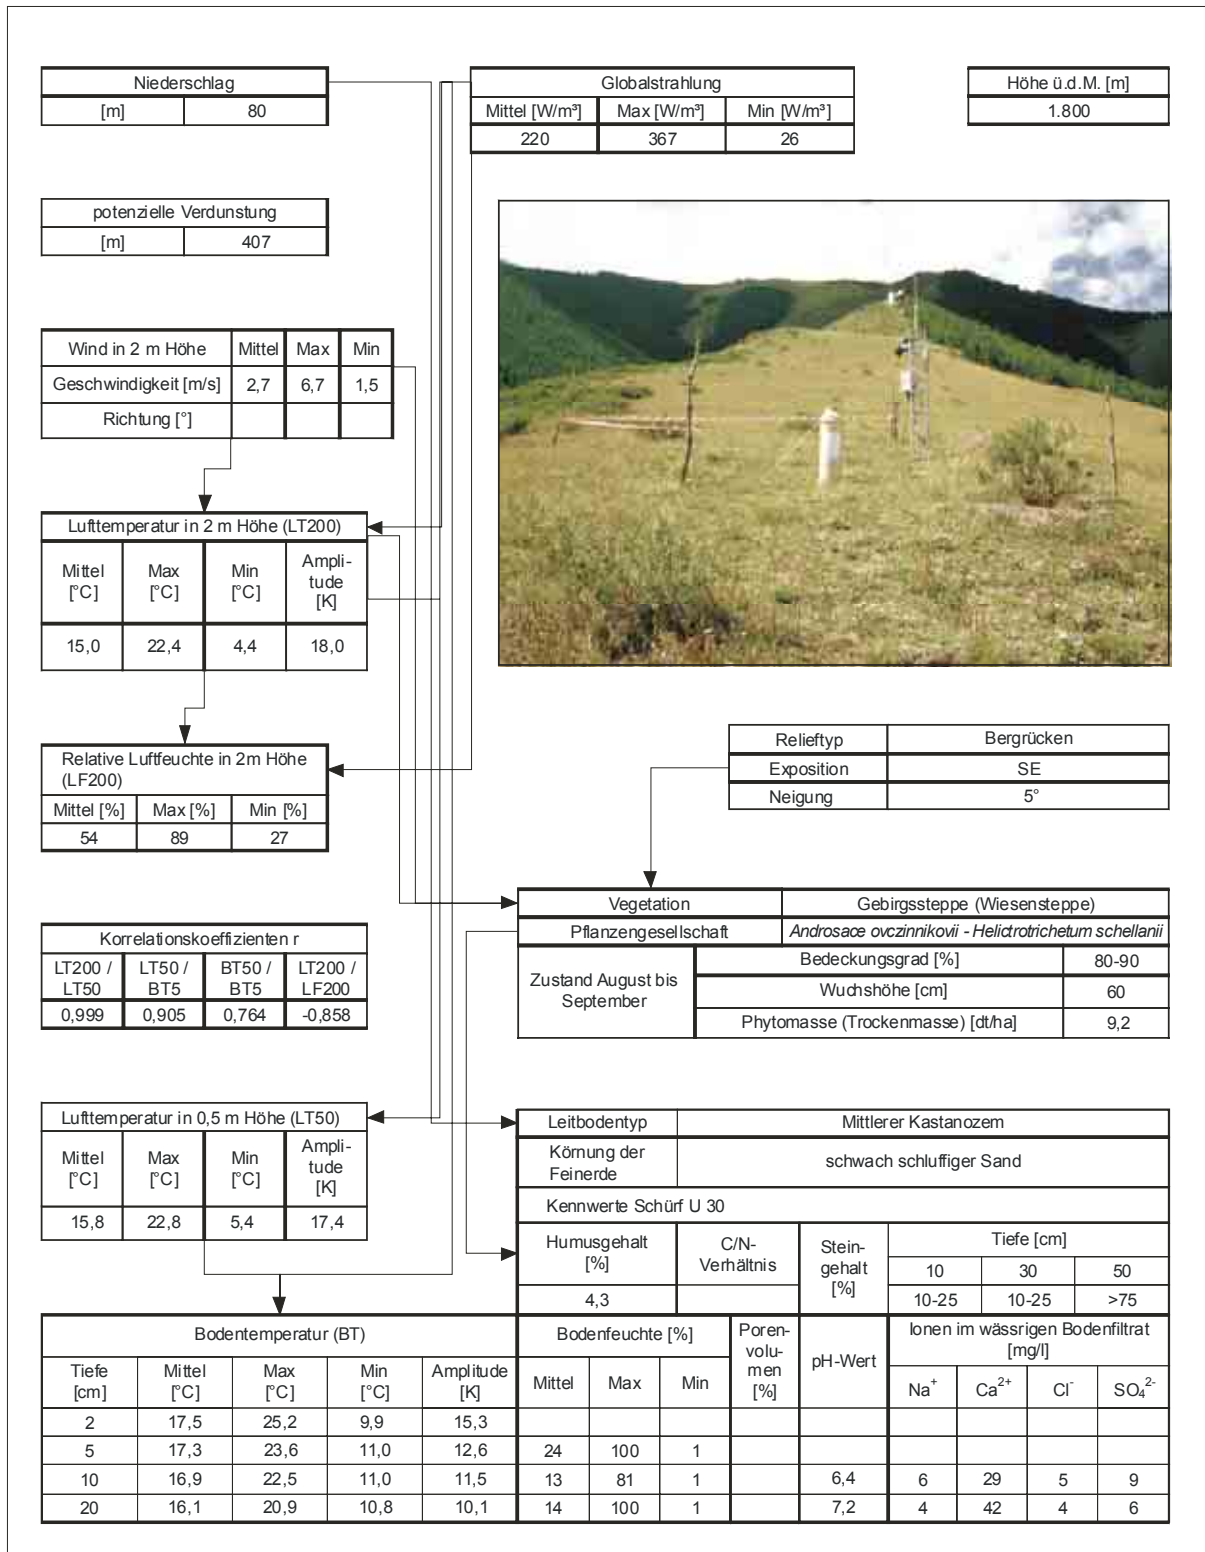 Niederschlag
[m] 80
Globalstrahlung
Mittel [W/m³] Max [W/m³] Min [W/m³]
220 367 26
Höhe ü.d.M. [m]
1.800
potenzielle Verdunstung
[m] 407
Wind in 2 m Höhe Mittel Max Min
Geschwindigkeit [m/s] 2,7 6,7 1,5
Richtung [°]
Lufttemperatur in 2 m Höhe (LT200)
Mittel [°C] Max [°C] Min [°C] Ampli-
tude [K]
15,0 22,4 4,4 18,0
Relative Luftfeuchte in 2m Höhe
(LF200)
Mittel [%] Max [%] Min [%]
54 89 27
Relieftyp Bergrücken
Exposition SE
Neigung 5°
Korrelationskoeffizienten r
LT200 / LT50 / BT50 / LT200 /
LT50 BT5 BT5 LF200
0,999 0,905 0,764 -0,858
Vegetation Gebirgssteppe (Wiesensteppe)
Pflanzengesellschaft Androsace ovczinnikovii - Helictrotrichetum schellanii
Zustand August bis
September
Bedeckungsgrad [%] 80-90
Wuchshöhe [cm] 60
Phytomasse (Trockenmasse) [dt/ha] 9,2
Lufttemperatur in 0,5 m Höhe (LT50)
Mittel [°C] Max [°C] Min [°C] Ampli-
tude [K]
15,8 22,8 5,4 17,4
Leitbodentyp Mittlerer Kastanozem
Körnung der
Feinerde schwach schluffiger Sand
Kennwerte Schürf U 30
Humusgehalt
[%]
4,3
C/N-
Verhältnis
Stein-
gehalt
[%]
Tiefe [cm]
10 30 50
10-25 10-25 >75
Bodentemperatur (BT) Bodenfeuchte [%] Poren-
volu-
men
[%] pH-Wert Ionen im wässrigen Bodenfiltrat
[mg/l]
Tiefe Mittel Max Min Amplitude Mittel Max Min Na⁺ Ca²⁺ Cl⁻ SO₄²⁻
[cm] [°C] [°C] [°C] [K]
2 17,5 25,2 9,9 15,3
5 17,3 23,6 11,0 12,6 24 100 1
10 16,9 22,5 11,0 11,5 13 81 1 6,4 6 29 5 9
20 16,1 20,9 10,8 10,1 14 100 1 7,2 4 42 4 6